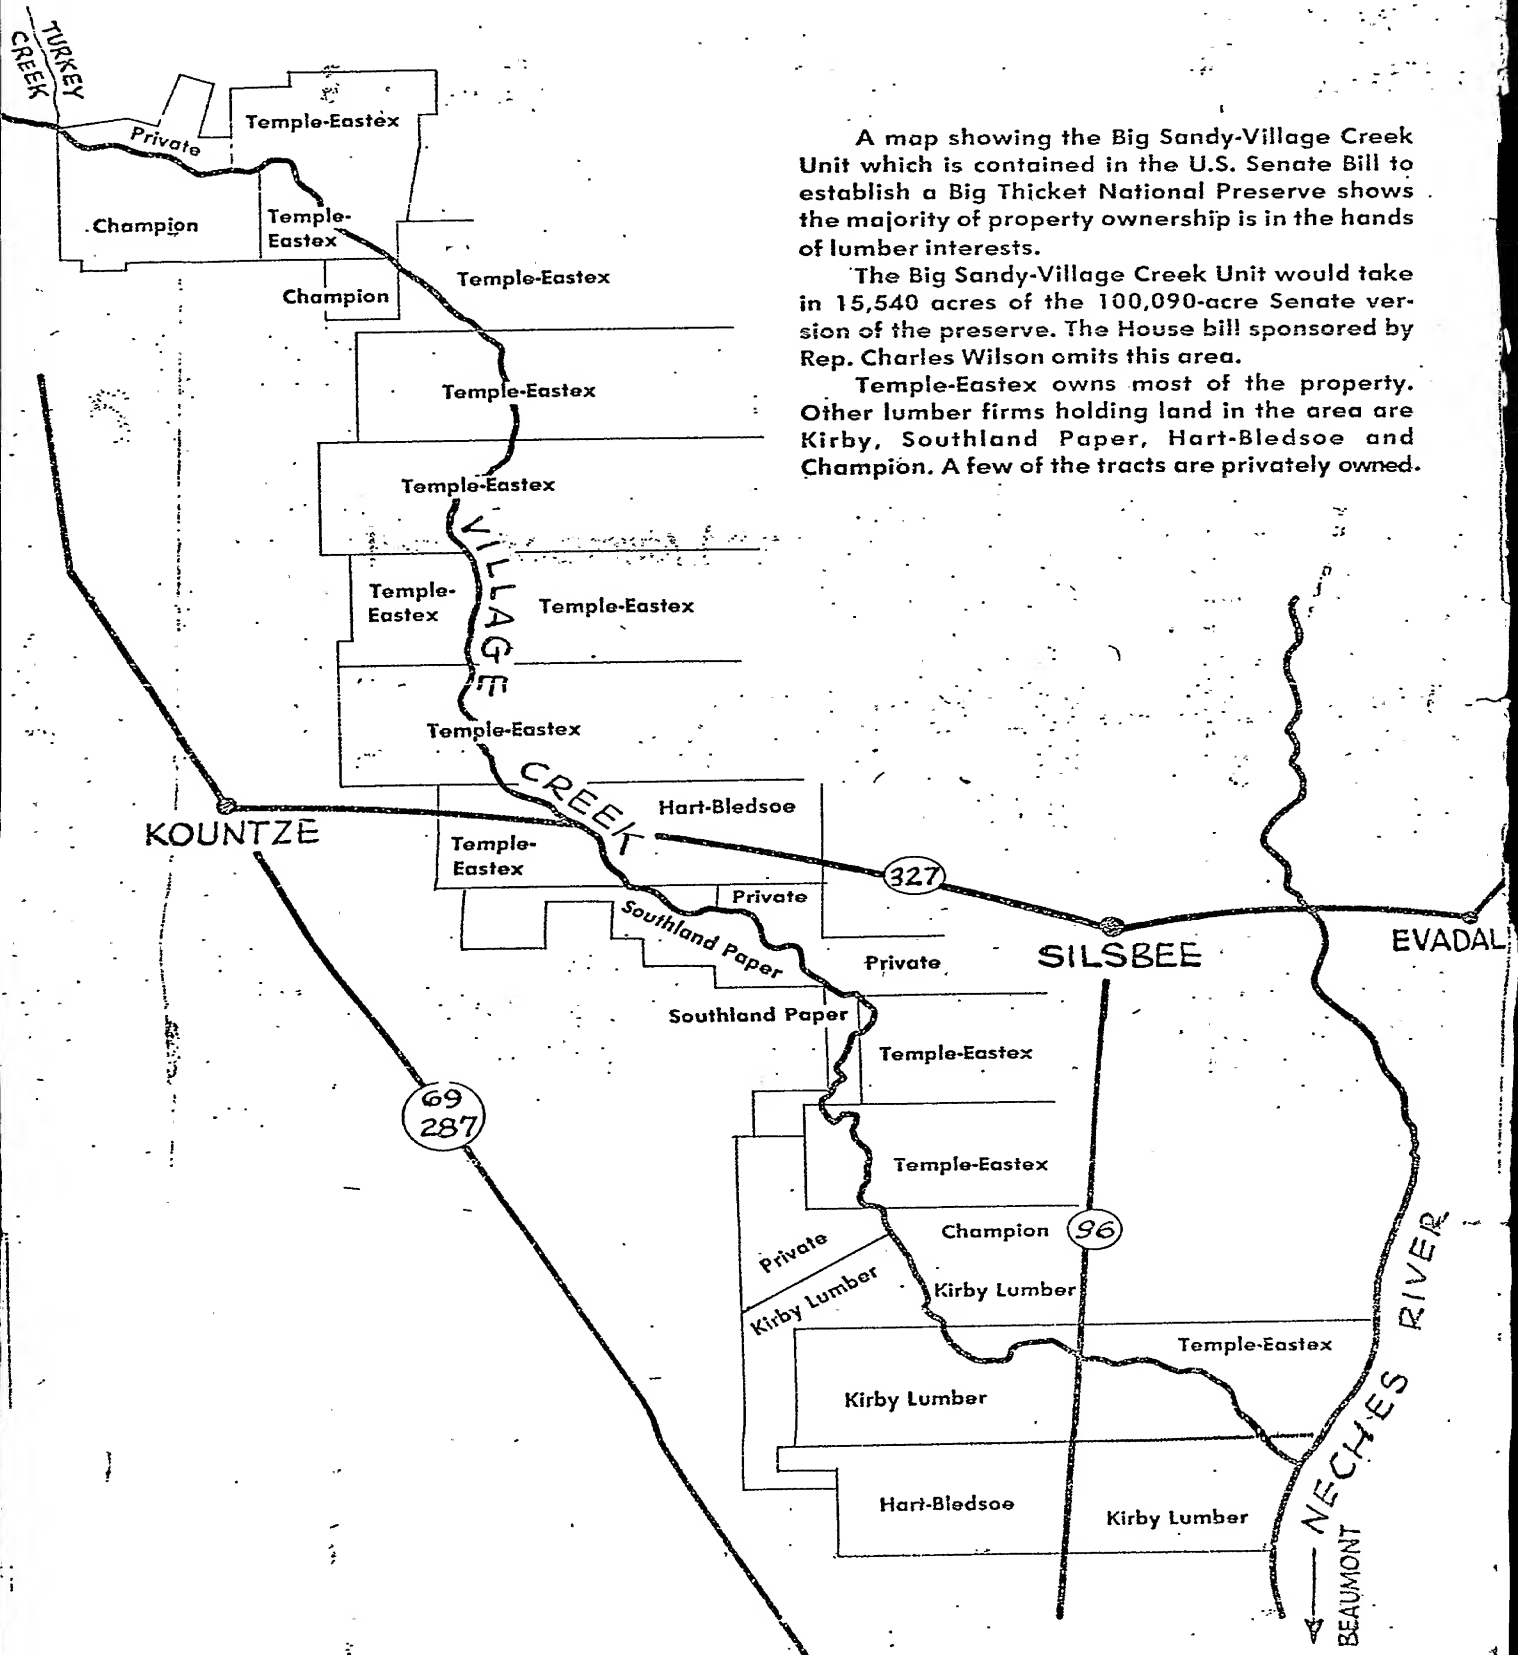 TURKEY
CREEK
Private
Temple-Eastex
Champion
Temple-
Eastex
Champion
Temple-Eastex
A map showing the Big Sandy-Village Creek
Unit which is contained in the U.S. Senate Bill to
establish a Big Thicket National Preserve shows
the majority of property ownership is in the hands
of lumber interests.
The Big Sandy-Village Creek Unit would take
in 15,540 acres of the 100,090-acre Senate ver-
sion of the preserve. The House bill sponsored by
Rep. Charles Wilson omits this area.
Temple-Eastex owns most of the property.
Other lumber firms holding land in the area are
Kirby, Southland Paper, Hart-Bledsoe and
Champion. A few of the tracts are privately owned.
Temple-Eastex
Temple-Eastex
VILLAGE
Temple-
Eastex
Temple-Eastex
Temple-Eastex
CREEK
Hart-Bledsoe
KOUNTZE
Temple-
Eastex
327
Private
Southland Paper
SILSBEE
EVADAL
Private
Southland Paper
Temple-Eastex
69
287
Temple-Eastex
Champion
96
Private
Kirby Lumber
Kirby Lumber
Temple-Eastex
Kirby Lumber
NECHES RIVER
Hart-Bledsoe
Kirby Lumber
BEAUMONT